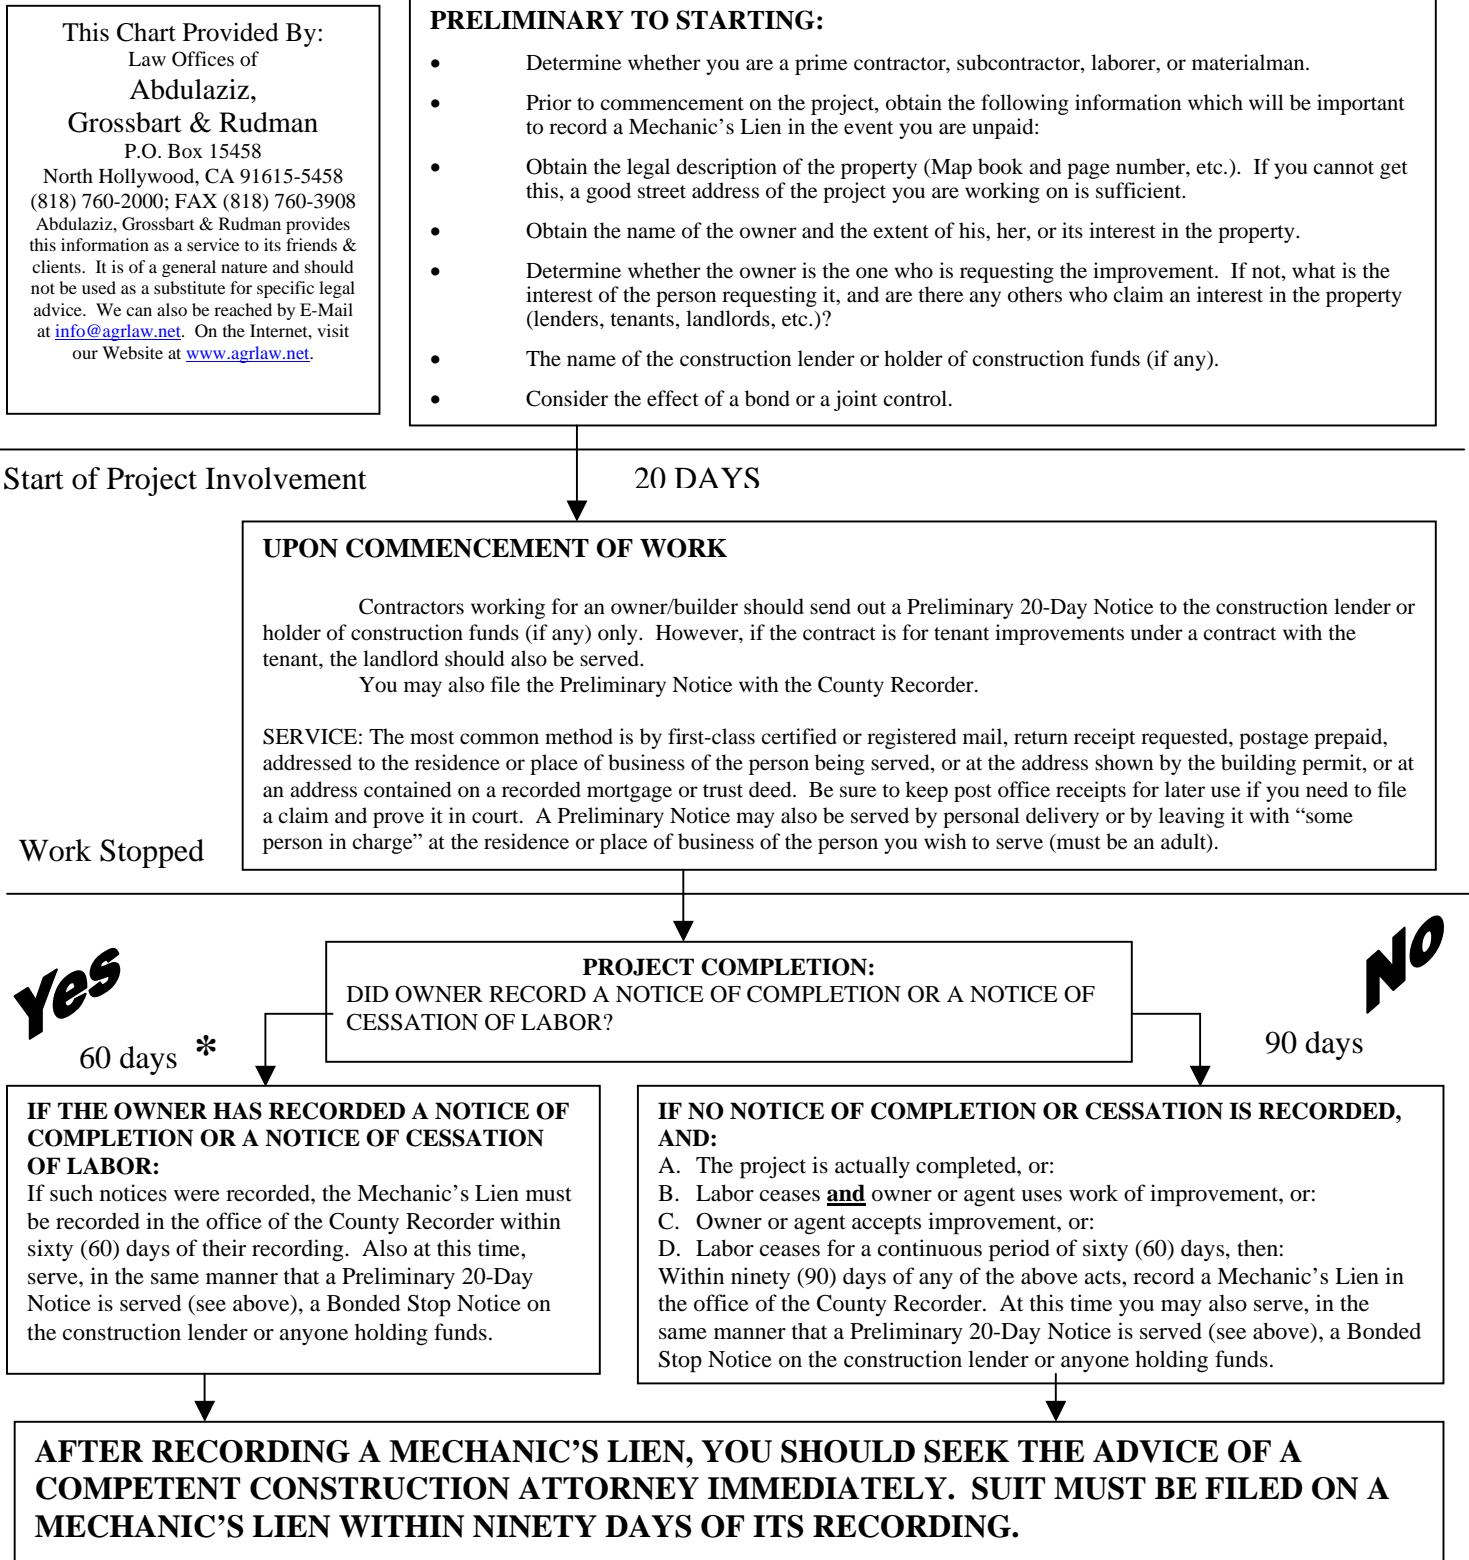 This Chart Provided By:
Law Offices of
Abdulaziz,
Grossbart & Rudman
P.O. Box 15458
North Hollywood, CA 91615-5458
(818) 760-2000; FAX (818) 760-3908
Abdulaziz, Grossbart & Rudman provides
this information as a service to its friends &
clients.  It is of a general nature and should
not be used as a substitute for specific legal
advice.  We can also be reached by E-Mail
at info@agrlaw.net.  On the Internet, visit
our Website at www.agrlaw.net.
PRELIMINARY TO STARTING:
• Determine whether you are a prime contractor, subcontractor, laborer, or materialman.
• Prior to commencement on the project, obtain the following information which will be important
to record a Mechanic’s Lien in the event you are unpaid:
• Obtain the legal description of the property (Map book and page number, etc.).  If you cannot get
this, a good street address of the project you are working on is sufficient.
• Obtain the name of the owner and the extent of his, her, or its interest in the property.
• Determine whether the owner is the one who is requesting the improvement.  If not, what is the
interest of the person requesting it, and are there any others who claim an interest in the property
(lenders, tenants, landlords, etc.)?
• The name of the construction lender or holder of construction funds (if any).
• Consider the effect of a bond or a joint control.
Start of Project Involvement
20 DAYS
UPON COMMENCEMENT OF WORK
Contractors working for an owner/builder should send out a Preliminary 20-Day Notice to the construction lender or
holder of construction funds (if any) only.  However, if the contract is for tenant improvements under a contract with the
tenant, the landlord should also be served.
You may also file the Preliminary Notice with the County Recorder.
SERVICE: The most common method is by first-class certified or registered mail, return receipt requested, postage prepaid,
addressed to the residence or place of business of the person being served, or at the address shown by the building permit, or at
an address contained on a recorded mortgage or trust deed.  Be sure to keep post office receipts for later use if you need to file
a claim and prove it in court.  A Preliminary Notice may also be served by personal delivery or by leaving it with “some
person in charge” at the residence or place of business of the person you wish to serve (must be an adult).
Work Stopped
Yes
No
PROJECT COMPLETION:
DID OWNER RECORD A NOTICE OF COMPLETION OR A NOTICE OF
CESSATION OF LABOR?
60 days *
90 days
IF THE OWNER HAS RECORDED A NOTICE OF
COMPLETION OR A NOTICE OF CESSATION
OF LABOR:
If such notices were recorded, the Mechanic’s Lien must
be recorded in the office of the County Recorder within
sixty (60) days of their recording.  Also at this time,
serve, in the same manner that a Preliminary 20-Day
Notice is served (see above), a Bonded Stop Notice on
the construction lender or anyone holding funds.
IF NO NOTICE OF COMPLETION OR CESSATION IS RECORDED,
AND:
A. The project is actually completed, or:
B. Labor ceases and owner or agent uses work of improvement, or:
C. Owner or agent accepts improvement, or:
D. Labor ceases for a continuous period of sixty (60) days, then:
Within ninety (90) days of any of the above acts, record a Mechanic’s Lien in
the office of the County Recorder.  At this time you may also serve, in the
same manner that a Preliminary 20-Day Notice is served (see above), a Bonded
Stop Notice on the construction lender or anyone holding funds.
AFTER RECORDING A MECHANIC’S LIEN, YOU SHOULD SEEK THE ADVICE OF A
COMPETENT CONSTRUCTION ATTORNEY IMMEDIATELY.  SUIT MUST BE FILED ON A
MECHANIC’S LIEN WITHIN NINETY DAYS OF ITS RECORDING.